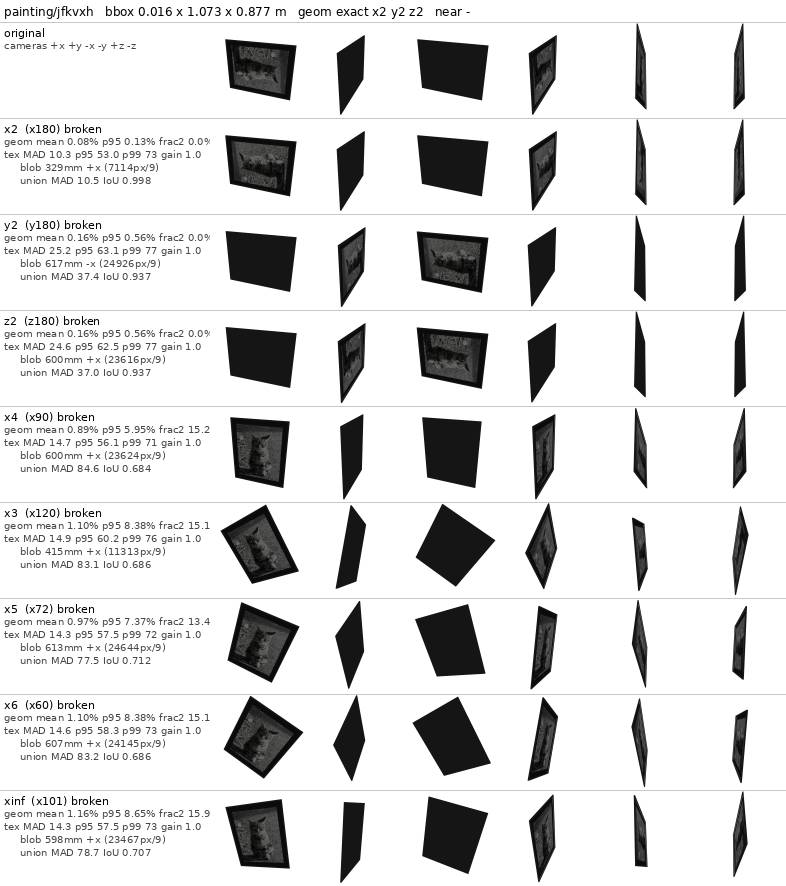 painting/jfkvxh   bbox 0.016 x 1.073 x 0.877 m   geom exact x2 y2 z2   near -
original
cameras +x +y -x -y +z -z
x2  (x180) broken
geom mean 0.08% p95 0.13% frac2 0.0%
tex MAD 10.3 p95 53.0 p99 73 gain 1.0
blob 329mm +x (7114px/9)
union MAD 10.5 IoU 0.998
y2  (y180) broken
geom mean 0.16% p95 0.56% frac2 0.0%
tex MAD 25.2 p95 63.1 p99 77 gain 1.0
blob 617mm -x (24926px/9)
union MAD 37.4 IoU 0.937
z2  (z180) broken
geom mean 0.16% p95 0.56% frac2 0.0%
tex MAD 24.6 p95 62.5 p99 77 gain 1.0
blob 600mm +x (23616px/9)
union MAD 37.0 IoU 0.937
x4  (x90) broken
geom mean 0.89% p95 5.95% frac2 15.2
tex MAD 14.7 p95 56.1 p99 71 gain 1.0
blob 600mm +x (23624px/9)
union MAD 84.6 IoU 0.684
x3  (x120) broken
geom mean 1.10% p95 8.38% frac2 15.1
tex MAD 14.9 p95 60.2 p99 76 gain 1.0
blob 415mm +x (11313px/9)
union MAD 83.1 IoU 0.686
x5  (x72) broken
geom mean 0.97% p95 7.37% frac2 13.4
tex MAD 14.3 p95 57.5 p99 72 gain 1.0
blob 613mm +x (24644px/9)
union MAD 77.5 IoU 0.712
x6  (x60) broken
geom mean 1.10% p95 8.38% frac2 15.1
tex MAD 14.6 p95 58.3 p99 73 gain 1.0
blob 607mm +x (24145px/9)
union MAD 83.2 IoU 0.686
xinf  (x101) broken
geom mean 1.16% p95 8.65% frac2 15.9
tex MAD 14.3 p95 57.5 p99 73 gain 1.0
blob 598mm +x (23467px/9)
union MAD 78.7 IoU 0.707